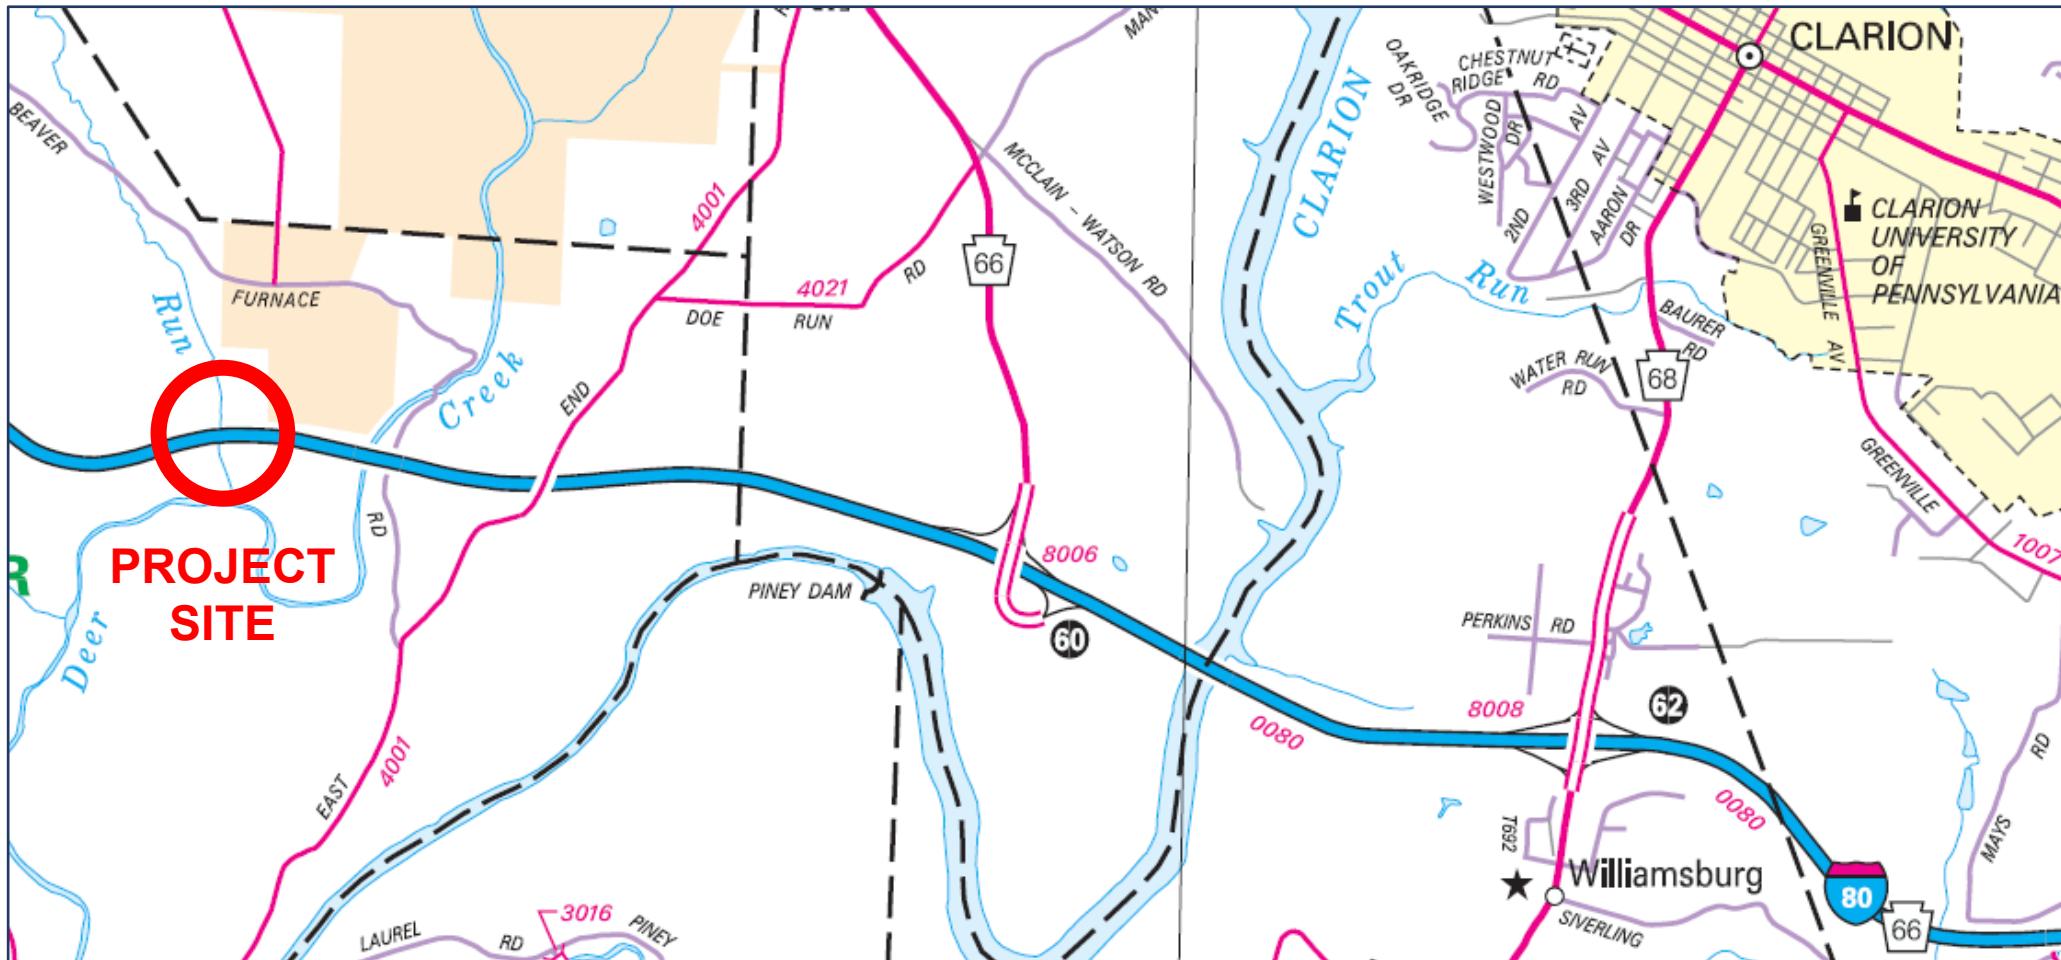 CLARION
MAN
BEAVER
FURNACE
Run
Creek
4001
4021
DOE
RUN
RD
66
MCCLAIN - WATSON RD
CLARION
Trout
Run
OAKRIDGE
DR
CHESTNUT
RIDGE
RD
WESTWOOD
DR
AV
2ND
3RD
AV
AARON
DR
GREENVILLE
AV
CLARION
UNIVERSITY
OF
PENNSYLVANIA
BAURER
RD
WATER RUN
RD
68
GREENVILLE
1007
END
RD
PROJECT
SITE
R
Deer
8006
PINEY DAM
60
PERKINS
RD
8008
62
0080
0080
EAST
4001
T692
Williamsburg
SIVERLING
80
66
MAYS
RD
LAUREL
RD
3016
PINEY